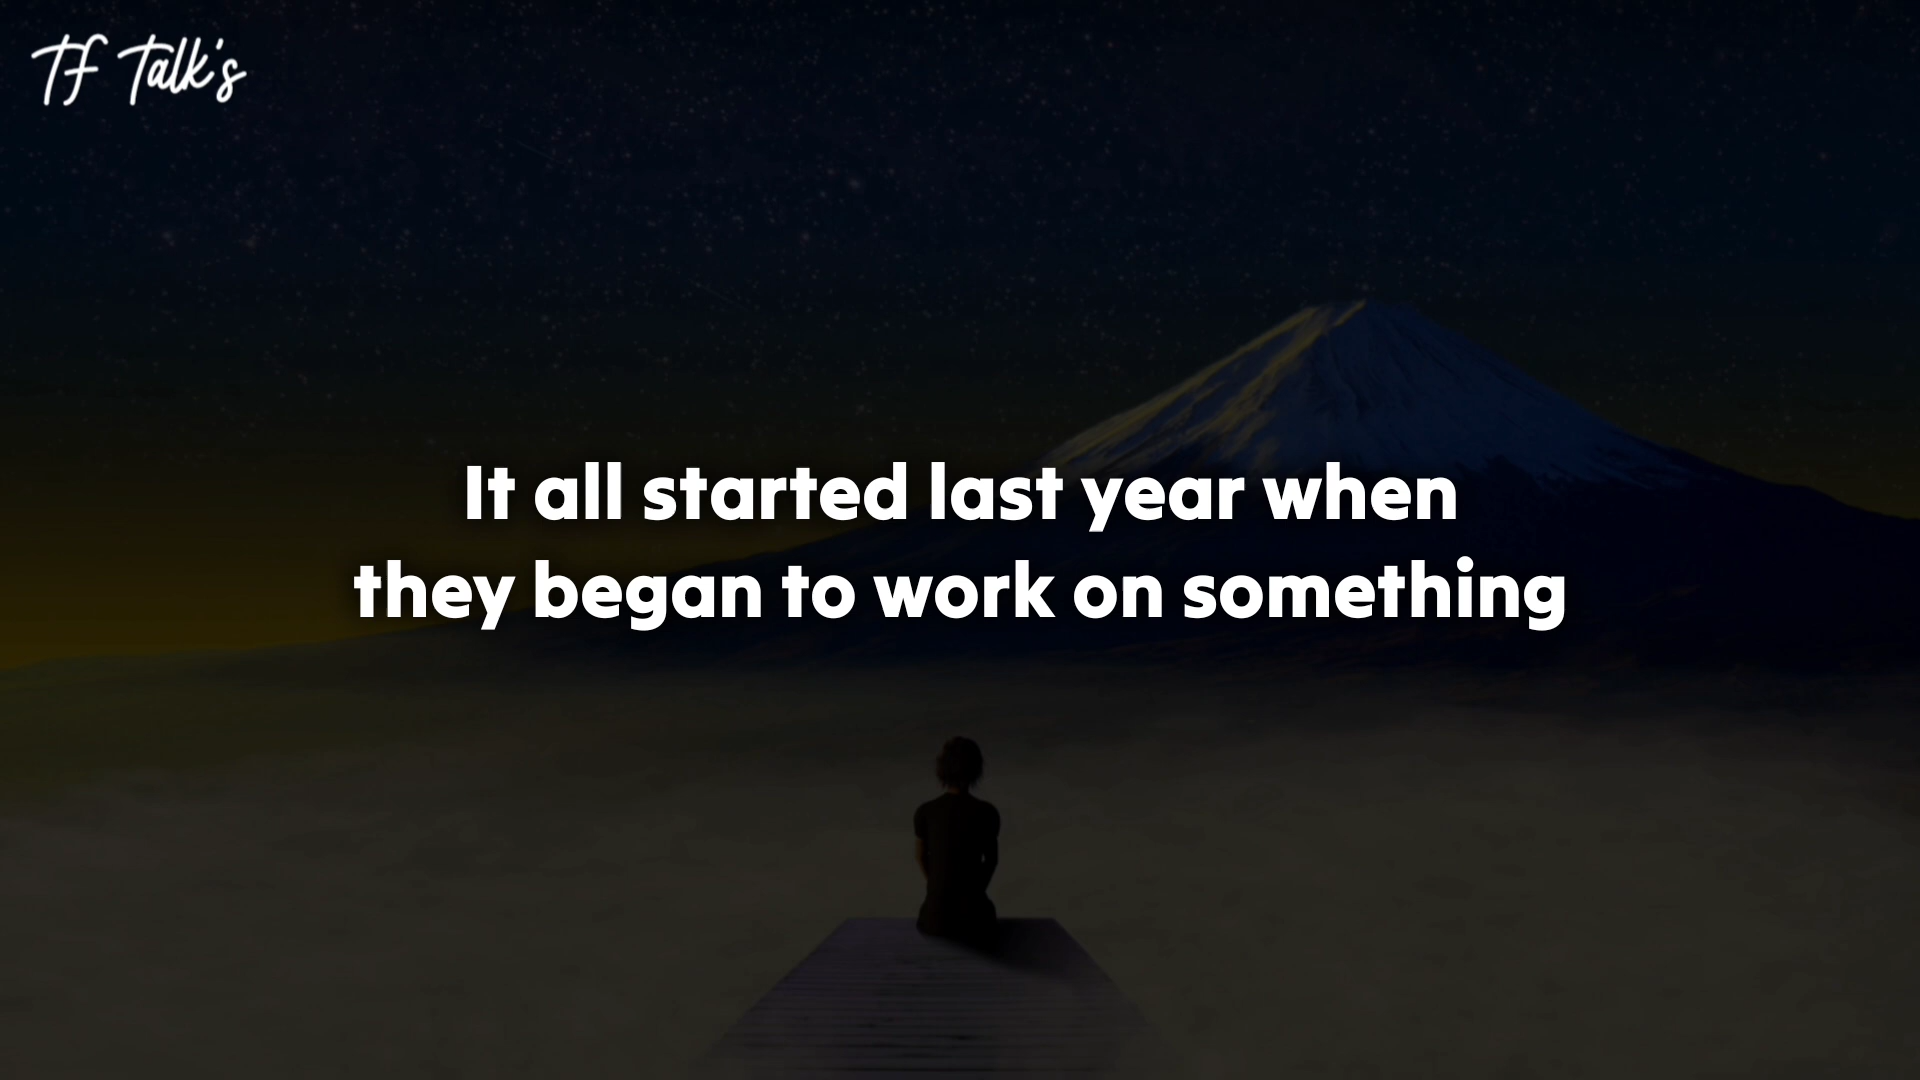 TF Talk's
It all started last year when
they began to work on something